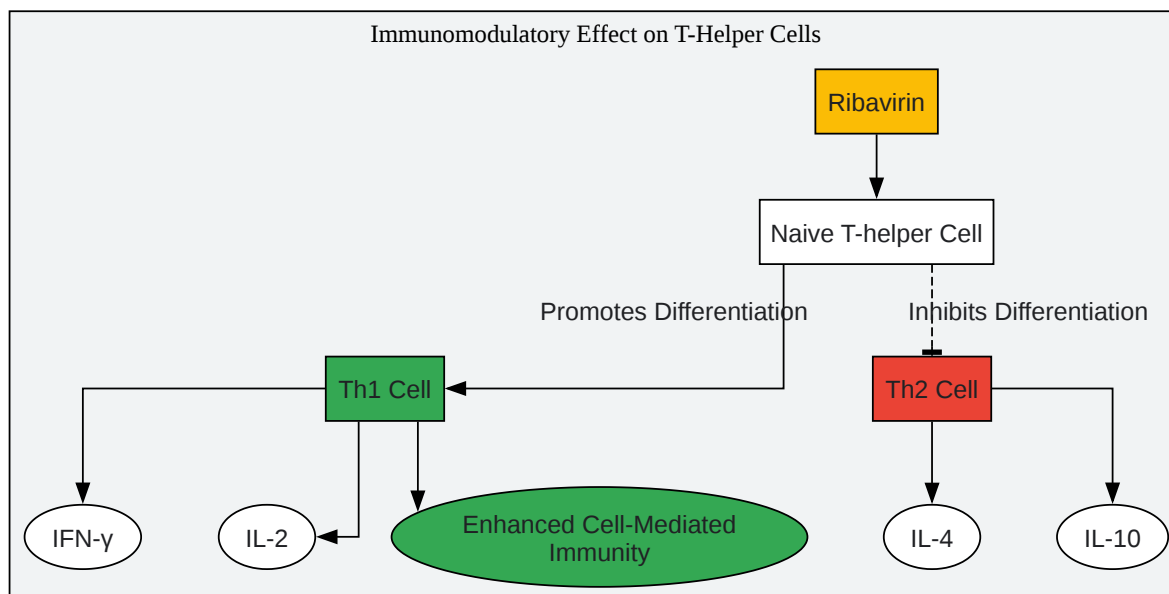 Immunomodulatory Effect on T-Helper Cells
Ribavirin
Naive T-helper Cell
Promotes Differentiation
Inhibits Differentiation
Th1 Cell
Th2 Cell
IFN-γ
IL-2
Enhanced Cell-Mediated
Immunity
IL-4
IL-10